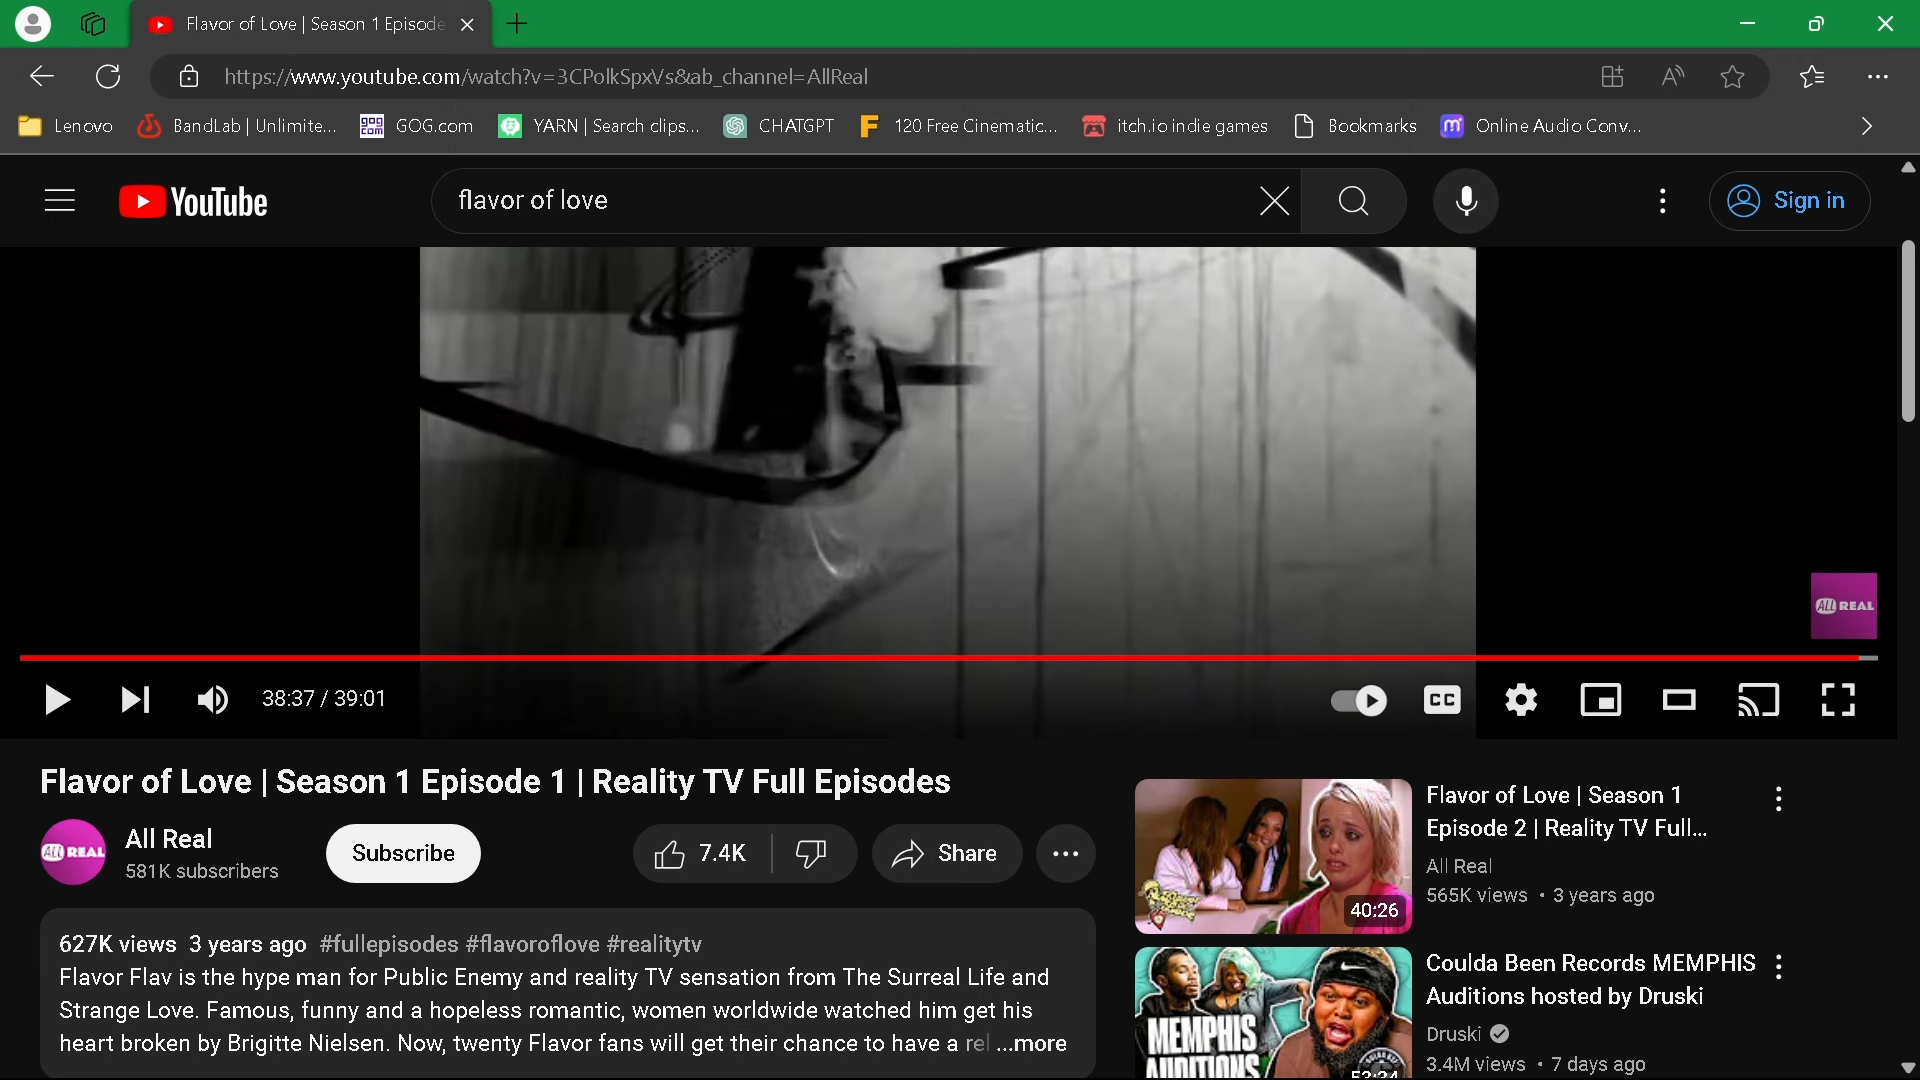 Flavor of Love | Season 1 Episode
https://www.youtube.com/watch?v=3CPolkSpxVs&ab_channel=AllReal
Lenovo
BandLab | Unlimite...
GOG.com
YARN | Search clips...
CHATGPT
120 Free Cinematic...
itch.io indie games
Bookmarks
Online Audio Conv...
YouTube
flavor of love
Sign in
ALL REAL
38:37 / 39:01
CC
Flavor of Love | Season 1 Episode 1 | Reality TV Full Episodes
ALL REAL
All Real
581K subscribers
Subscribe
7.4K
Share
627K views 3 years ago #fullepisodes #flavoroflove #realitytv
Flavor Flav is the hype man for Public Enemy and reality TV sensation from The Surreal Life and
Strange Love. Famous, funny and a hopeless romantic, women worldwide watched him get his
heart broken by Brigitte Nielsen. Now, twenty Flavor fans will get their chance to have a rel ...more
40:26
Flavor of Love | Season 1
Episode 2 | Reality TV Full...
All Real
565K views • 3 years ago
MEMPHIS
AUDITIONS
53:34
Coulda Been Records MEMPHIS
Auditions hosted by Druski
Druski
3.4M views • 7 days ago